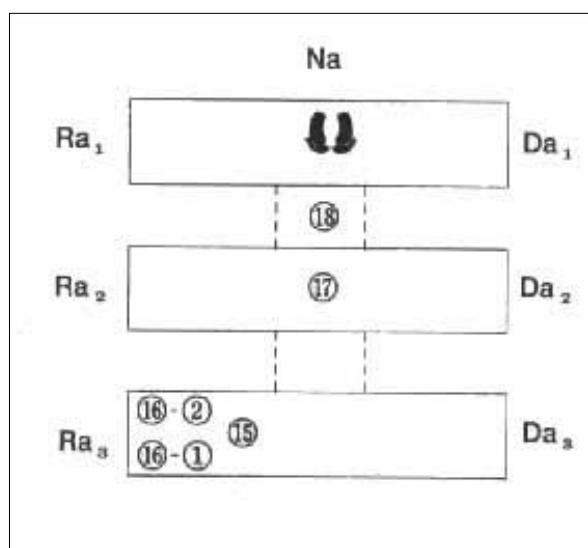 Na
Ra₁ Da₁
⑱
Ra₂ ⑰ Da₂
⑯-② ⑮
Ra₃ Da₃
⑯-①